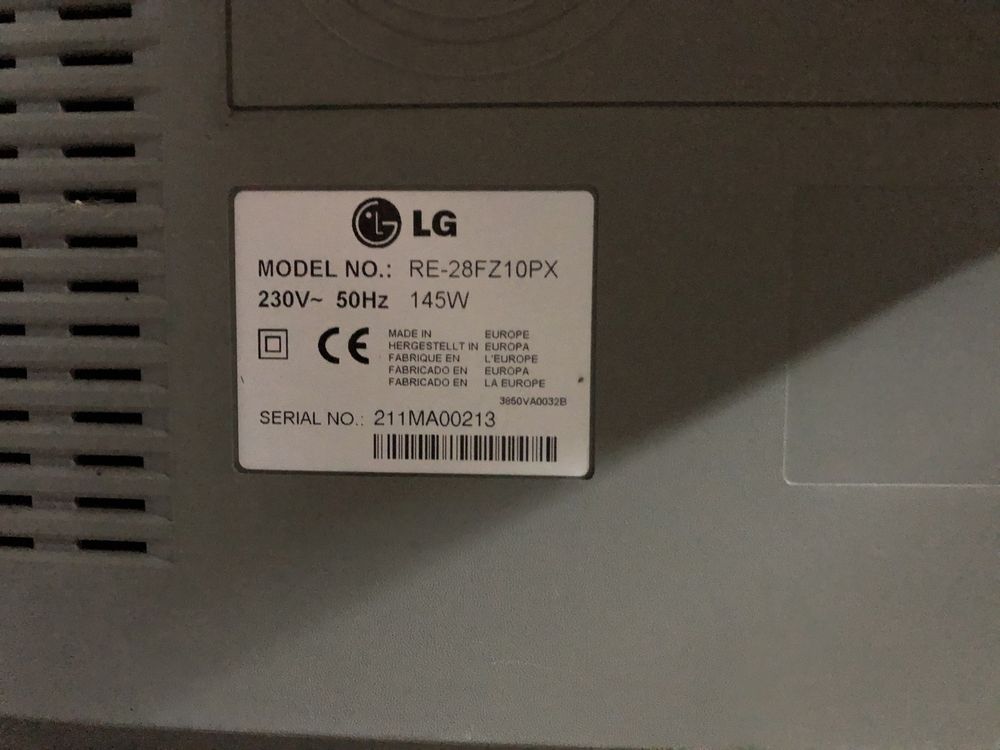 LG
MODEL NO.: RE-28FZ10PX
230V~ 50Hz 145W
CE
MADE IN EUROPE
HERGESTELLT IN EUROPA
FABRIQUE EN L'EUROPE
FABRICADO EN EUROPA
FABRICADO EN LA EUROPE
3850VA0032B
SERIAL NO.: 211MA00213